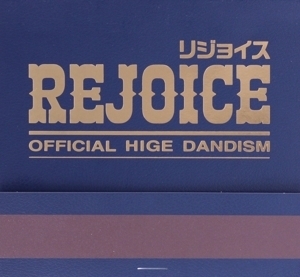 リジョイス
REJOICE
OFFICIAL HIGE DANDISM